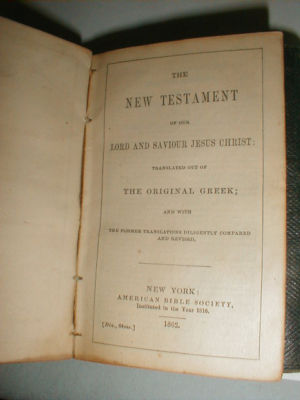 THE
NEW TESTAMENT
OF OUR
LORD AND SAVIOUR JESUS CHRIST:
TRANSLATED OUT OF
THE ORIGINAL GREEK;
AND WITH
THE FORMER TRANSLATIONS DILIGENTLY COMPARED
AND REVISED.
NEW YORK:
AMERICAN BIBLE SOCIETY,
Instituted in the Year 1816.
1862.